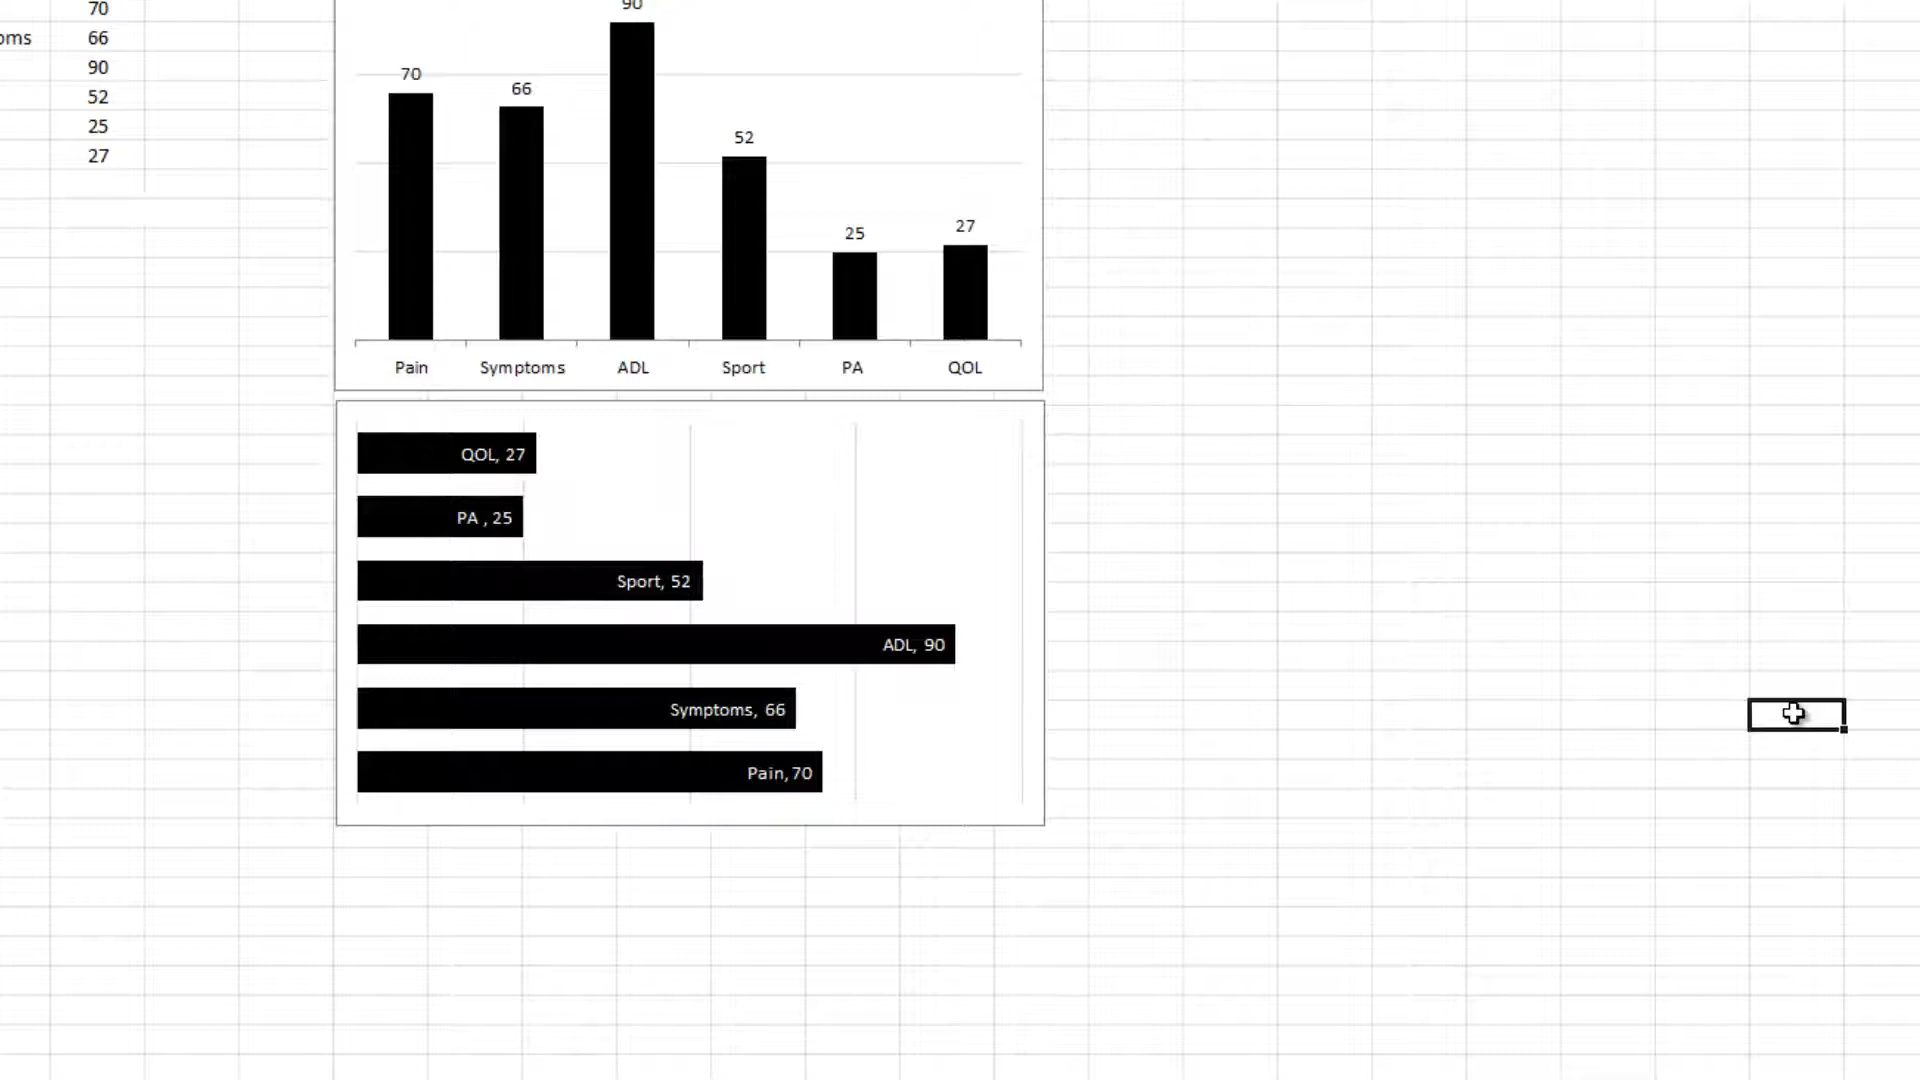 70
oms 66
90
52
25
27
90
70
66
52
25
27
Pain Symptoms ADL Sport PA QOL
QOL, 27
PA , 25
Sport, 52
ADL, 90
Symptoms, 66
Pain, 70